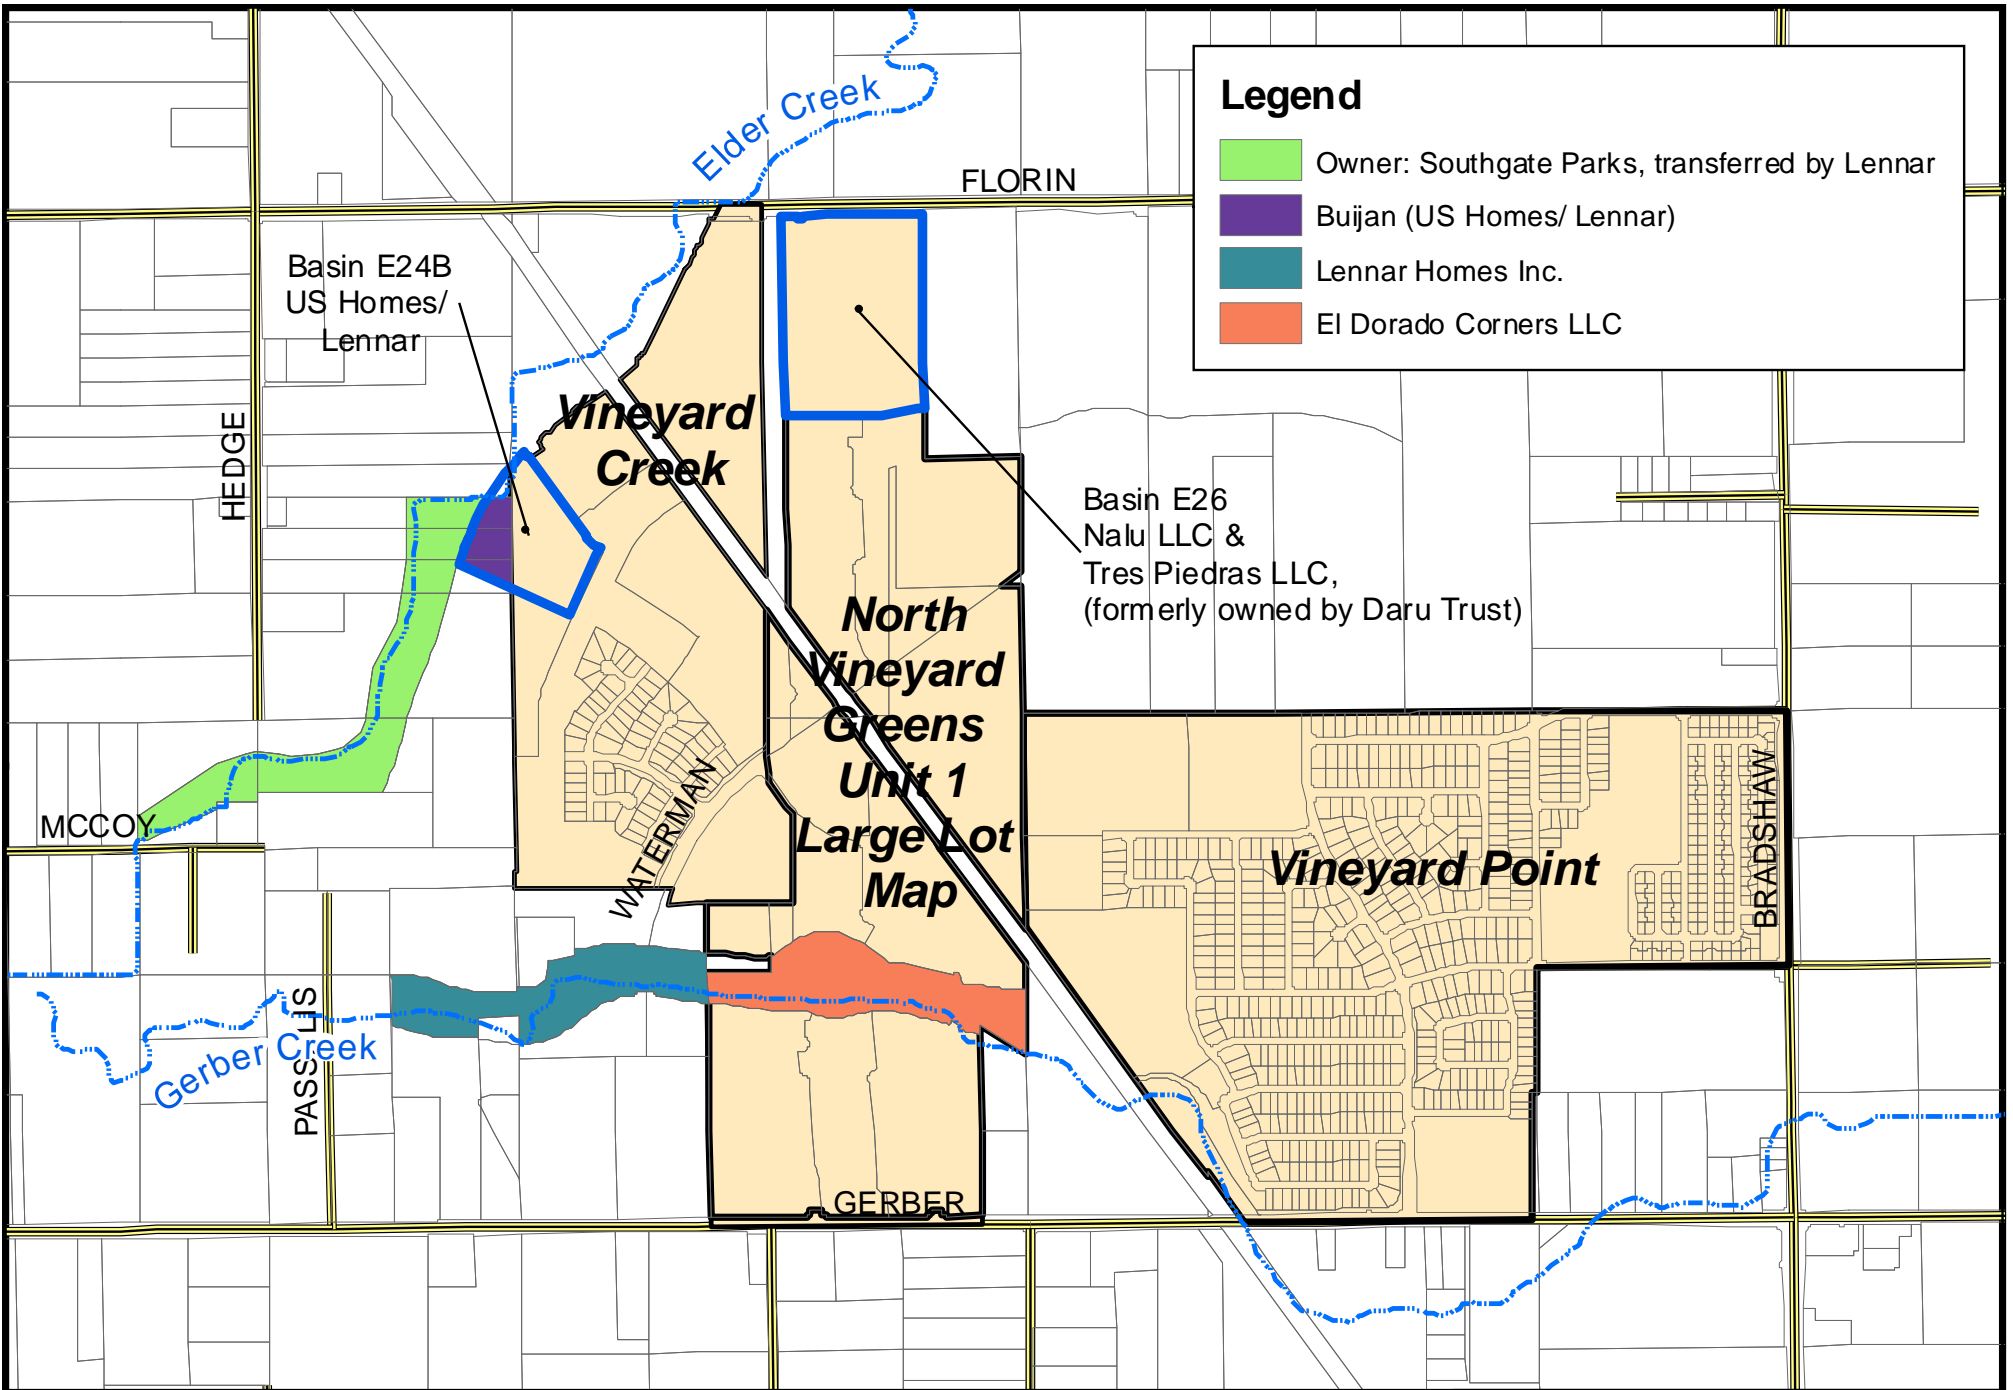 Legend
Owner: Southgate Parks, transferred by Lennar
Buijan (US Homes/ Lennar)
Lennar Homes Inc.
El Dorado Corners LLC
Elder Creek
FLORIN
Basin E24B
US Homes/
Lennar
HEDGE
Vineyard
Creek
Basin E26
Nalu LLC &
Tres Piedras LLC,
(formerly owned by Daru Trust)
North
Vineyard
Greens
Unit 1
Large Lot
Map
WATERMAN
MCCOY
Vineyard Point
BRADSHAW
Gerber Creek
GERBER